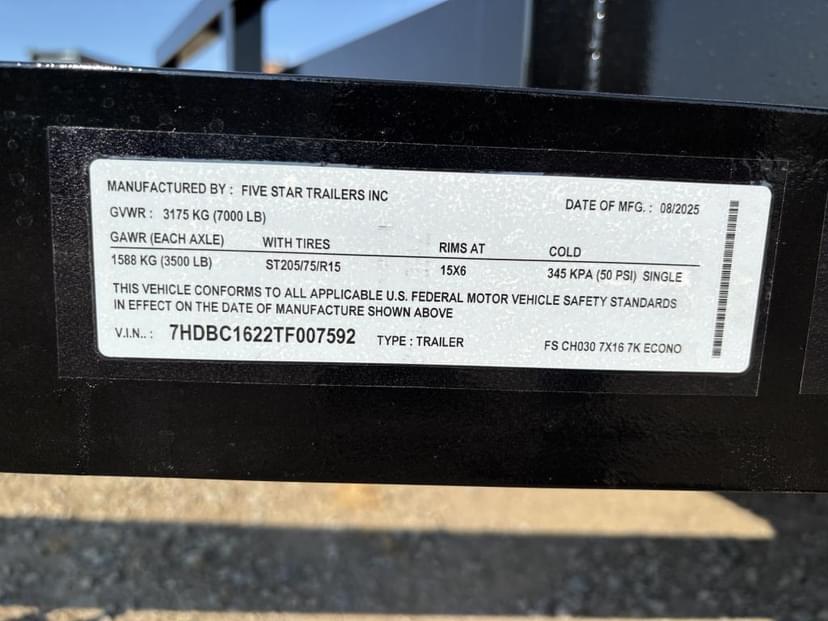 MANUFACTURED BY : FIVE STAR TRAILERS INC
DATE OF MFG. : 08/2025
GVWR : 3175 KG (7000 LB)
GAWR (EACH AXLE) WITH TIRES RIMS AT COLD
1588 KG (3500 LB) ST205/75/R15 15X6 345 KPA (50 PSI) SINGLE
THIS VEHICLE CONFORMS TO ALL APPLICABLE U.S. FEDERAL MOTOR VEHICLE SAFETY STANDARDS
IN EFFECT ON THE DATE OF MANUFACTURE SHOWN ABOVE
V.I.N.. : 7HDBC1622TF007592 TYPE : TRAILER FS CH030 7X16 7K ECONO